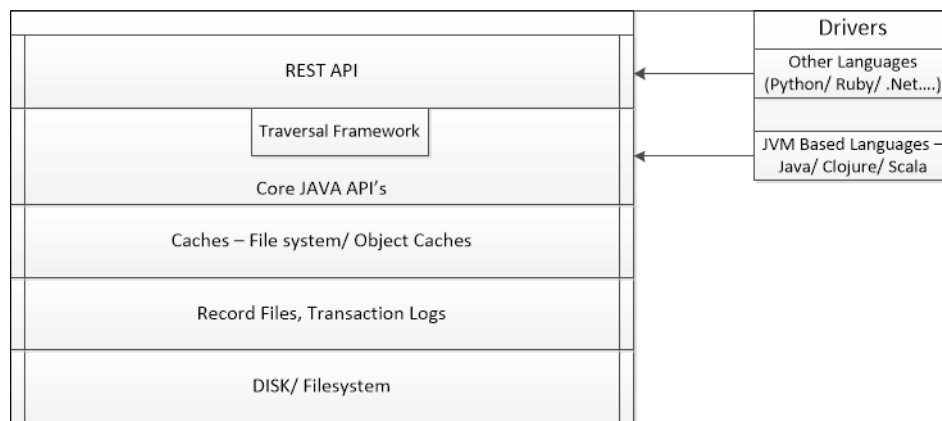 REST API
Traversal Framework
Core JAVA API's
Caches – File system/ Object Caches
Record Files, Transaction Logs
DISK/ Filesystem
Drivers
Other Languages
(Python/ Ruby/ .Net....)
JVM Based Languages –
Java/ Clojure/ Scala